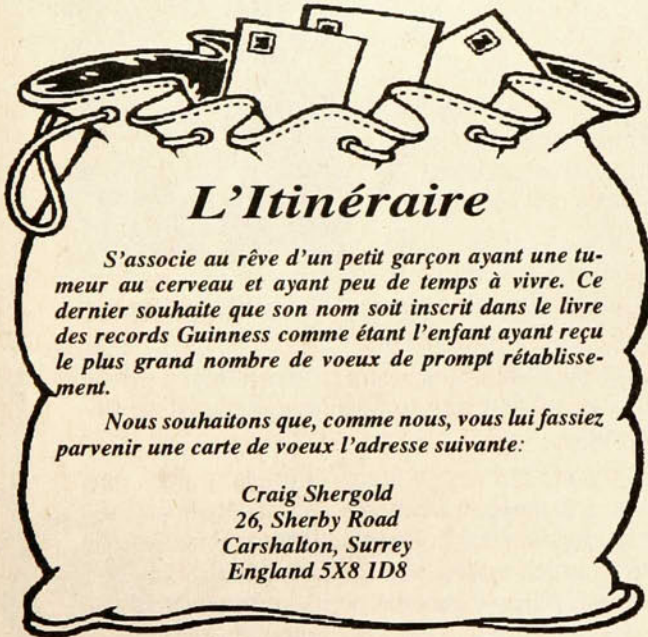 L'Itinéraire
S'associe au rêve d'un petit garçon ayant une tu-
meur au cerveau et ayant peu de temps à vivre. Ce
dernier souhaite que son nom soit inscrit dans le livre
des records Guinness comme étant l'enfant ayant reçu
le plus grand nombre de voeux de prompt rétablisse-
ment.
Nous souhaitons que, comme nous, vous lui fassiez
parvenir une carte de voeux l'adresse suivante:
Craig Shergold
26, Sherby Road
Carshalton, Surrey
England 5X8 1D8